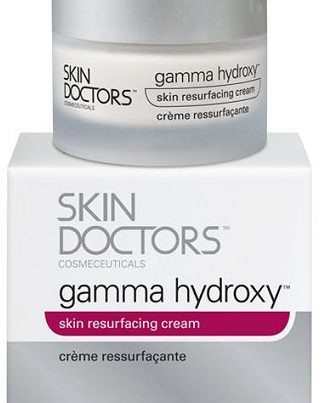 SKIN
DOCTORS™
COSMECEUTICALS
gamma hydroxy™
skin resurfacing cream
crème ressurfaçante
SKIN
DOCTORS™
COSMECEUTICALS
gamma hydroxy™
skin resurfacing cream
crème ressurfaçante